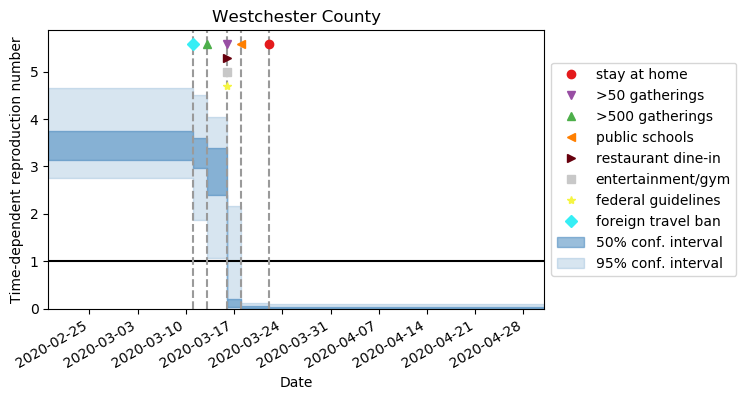 Westchester County
Time-dependent reproduction number
5
4
3
2
1
0
2020-02-25
2020-03-03
2020-03-10
2020-03-17
2020-03-24
2020-03-31
2020-04-07
2020-04-14
2020-04-21
2020-04-28
Date
stay at home
>50 gatherings
>500 gatherings
public schools
restaurant dine-in
entertainment/gym
federal guidelines
foreign travel ban
50% conf. interval
95% conf. interval